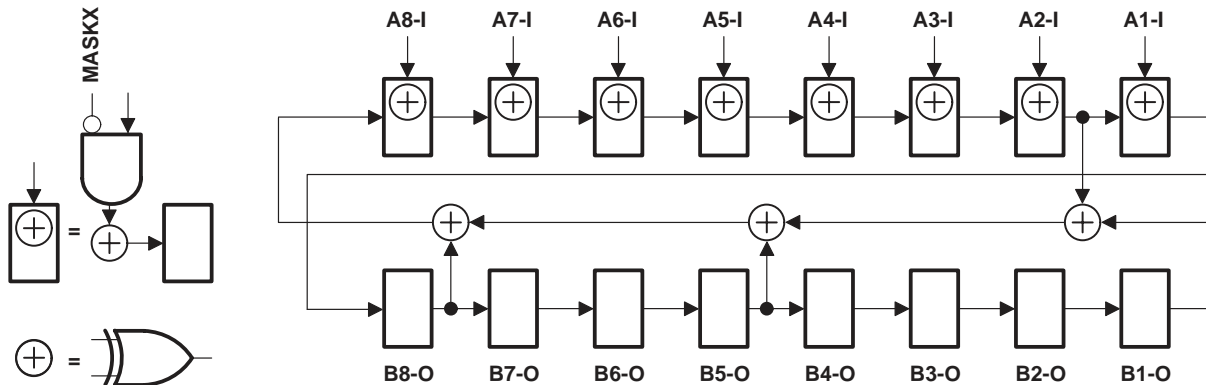 MASKX
A8-I A7-I A6-I A5-I A4-I A3-I A2-I A1-I
=
=
B8-O B7-O B6-O B5-O B4-O B3-O B2-O B1-O